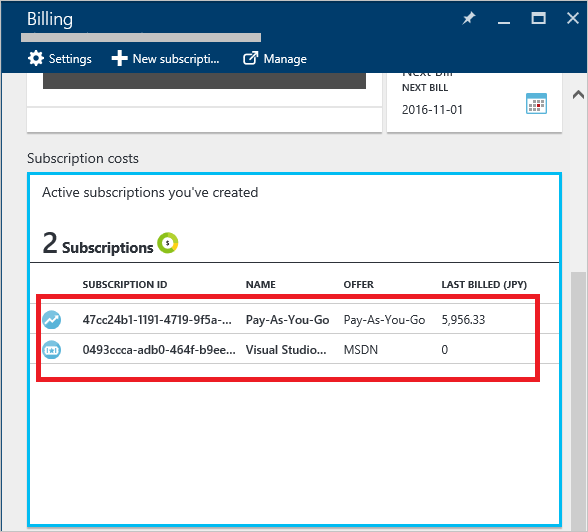 Billing
Settings
New subscripti...
Manage
Next Bill
NEXT BILL
2016-11-01
Subscription costs
Active subscriptions you've created
2 Subscriptions
SUBSCRIPTION ID NAME OFFER LAST BILLED (JPY)
47cc24b1-1191-4719-9f5a-... Pay-As-You-Go Pay-As-You-Go 5,956.33
0493ccca-adb0-464f-b9ee... Visual Studio... MSDN 0